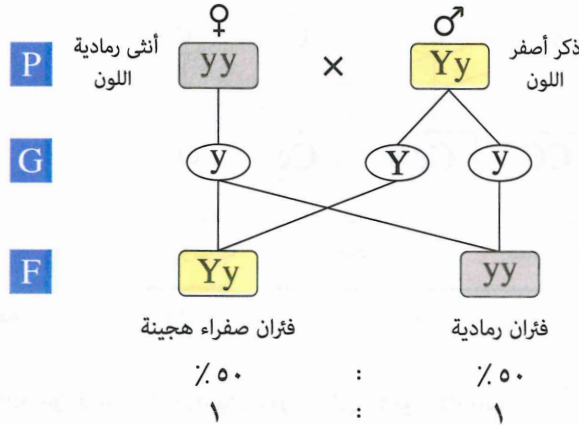 ♀ ♂
P أنثى رمادية اللون yy × Yy ذكر أصفر اللون
G y Y y
F Yy yy
فئران صفراء هجينة فئران رمادية
٪٥٠ : ٪٥٠
١ : ١